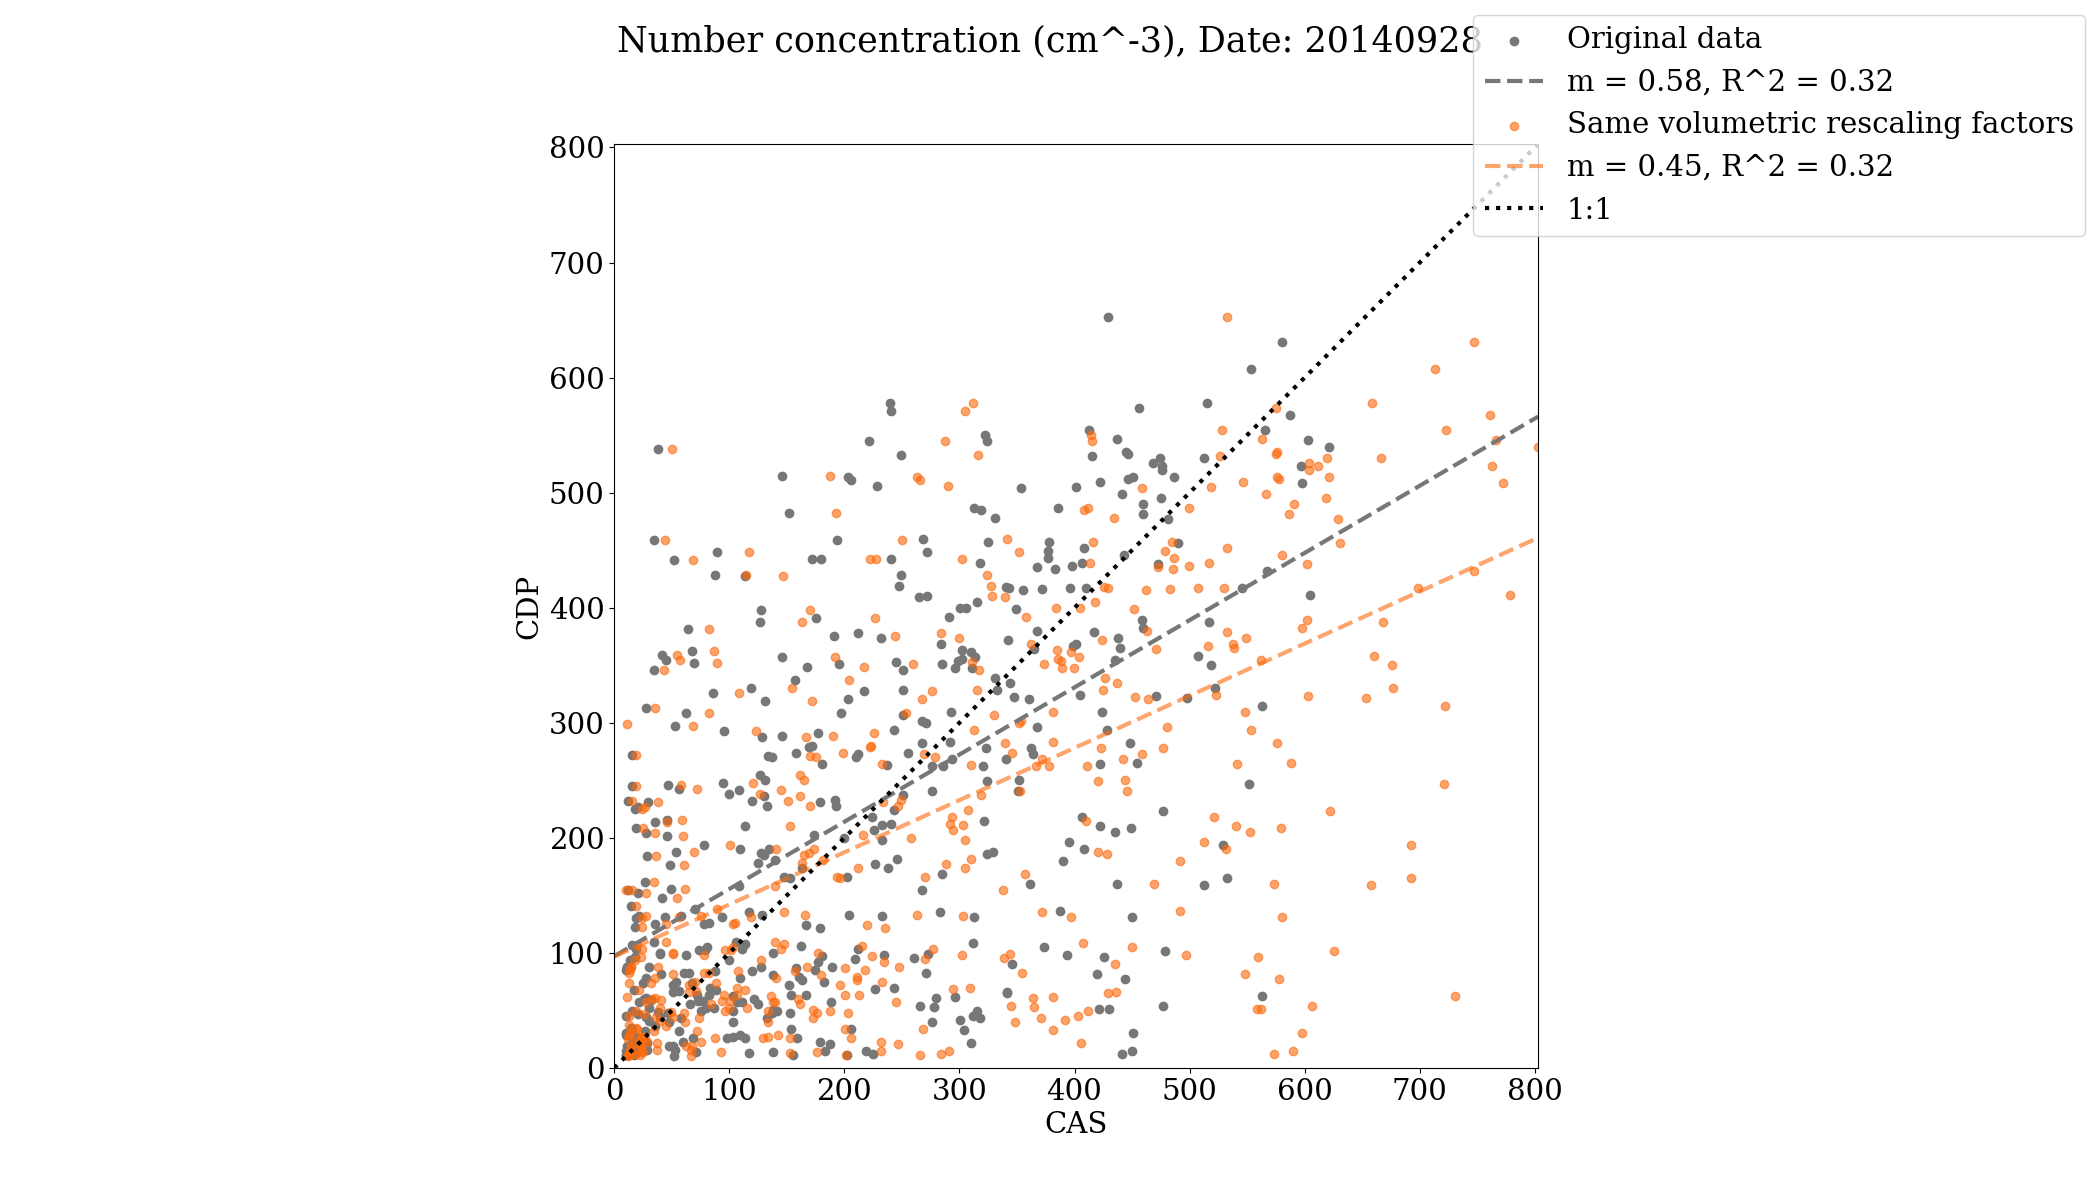 Number concentration (cm^-3), Date: 20140928
Original data
m = 0.58, R^2 = 0.32
Same volumetric rescaling factors
m = 0.45, R^2 = 0.32
1:1
800
700
600
500
400
300
200
100
0
CDP
0 100 200 300 400 500 600 700 800
CAS